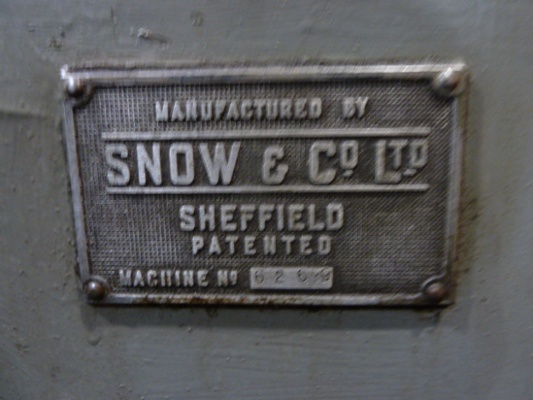 MANUFACTURED BY
SNOW & Cº LTD
SHEFFIELD
PATENTED
MACHINE Nº